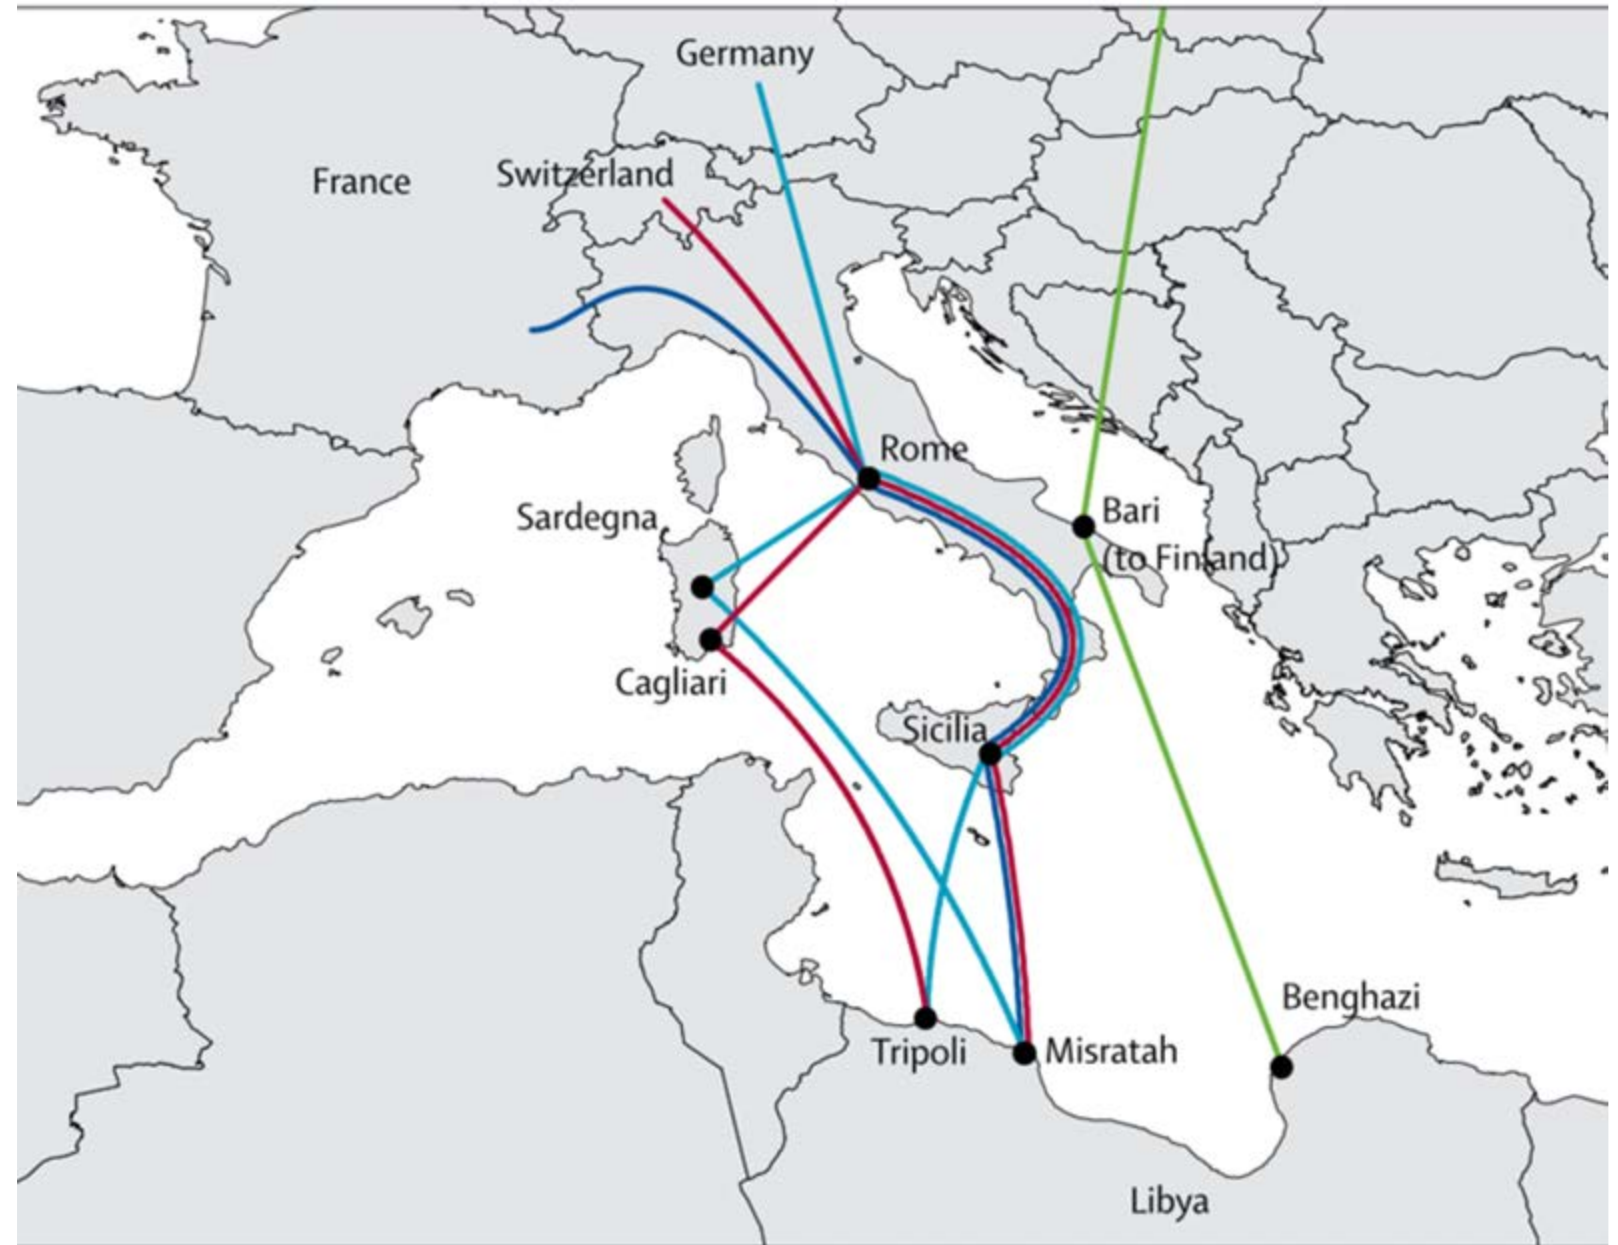 Germany
Switzerland
France
Rome
Sardegna
Bari
(to Finland)
Cagliari
Sicilia
Benghazi
Tripoli
Misratah
Libya